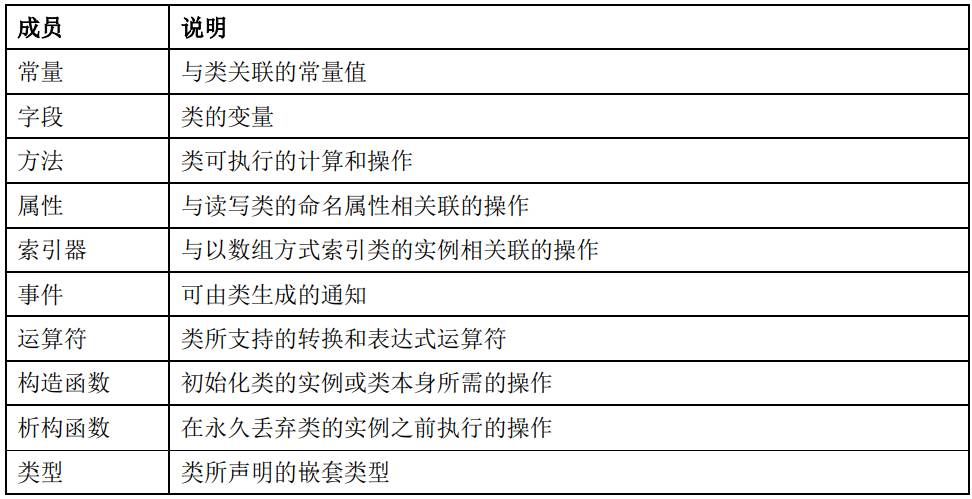 成员 说明
常量 与类关联的常量值
字段 类的变量
方法 类可执行的计算和操作
属性 与读写类的命名属性相关联的操作
索引器 与以数组方式索引类的实例相关联的操作
事件 可由类生成的通知
运算符 类所支持的转换和表达式运算符
构造函数 初始化类的实例或类本身所需的操作
析构函数 在永久丢弃类的实例之前执行的操作
类型 类所声明的嵌套类型